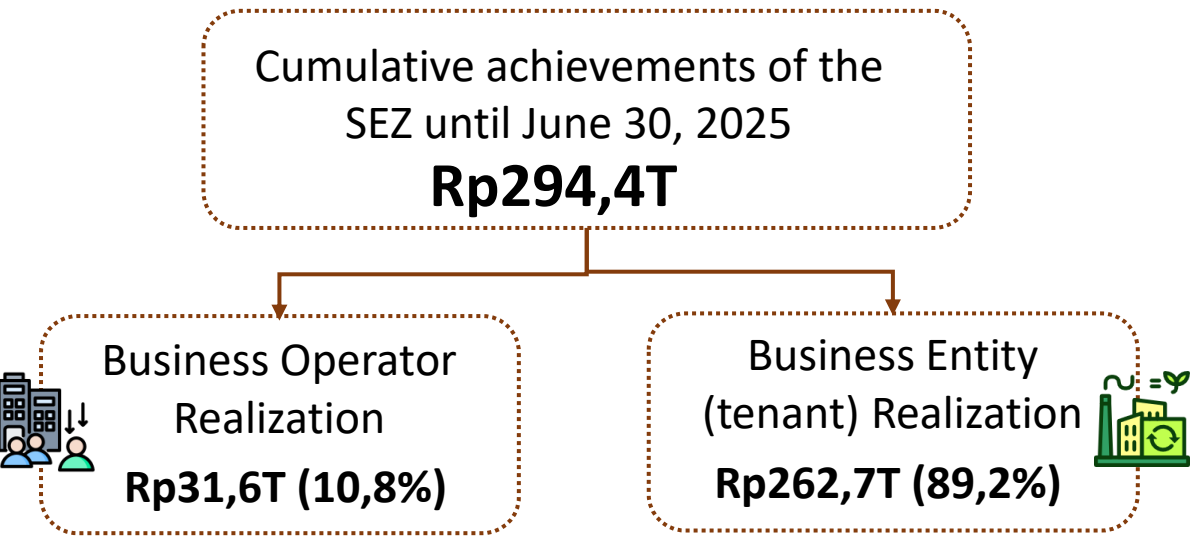 Cumulative achievements of the
SEZ until June 30, 2025
Rp294,4T
Business Operator
Realization
Rp31,6T (10,8%)
Business Entity
(tenant) Realization
Rp262,7T (89,2%)